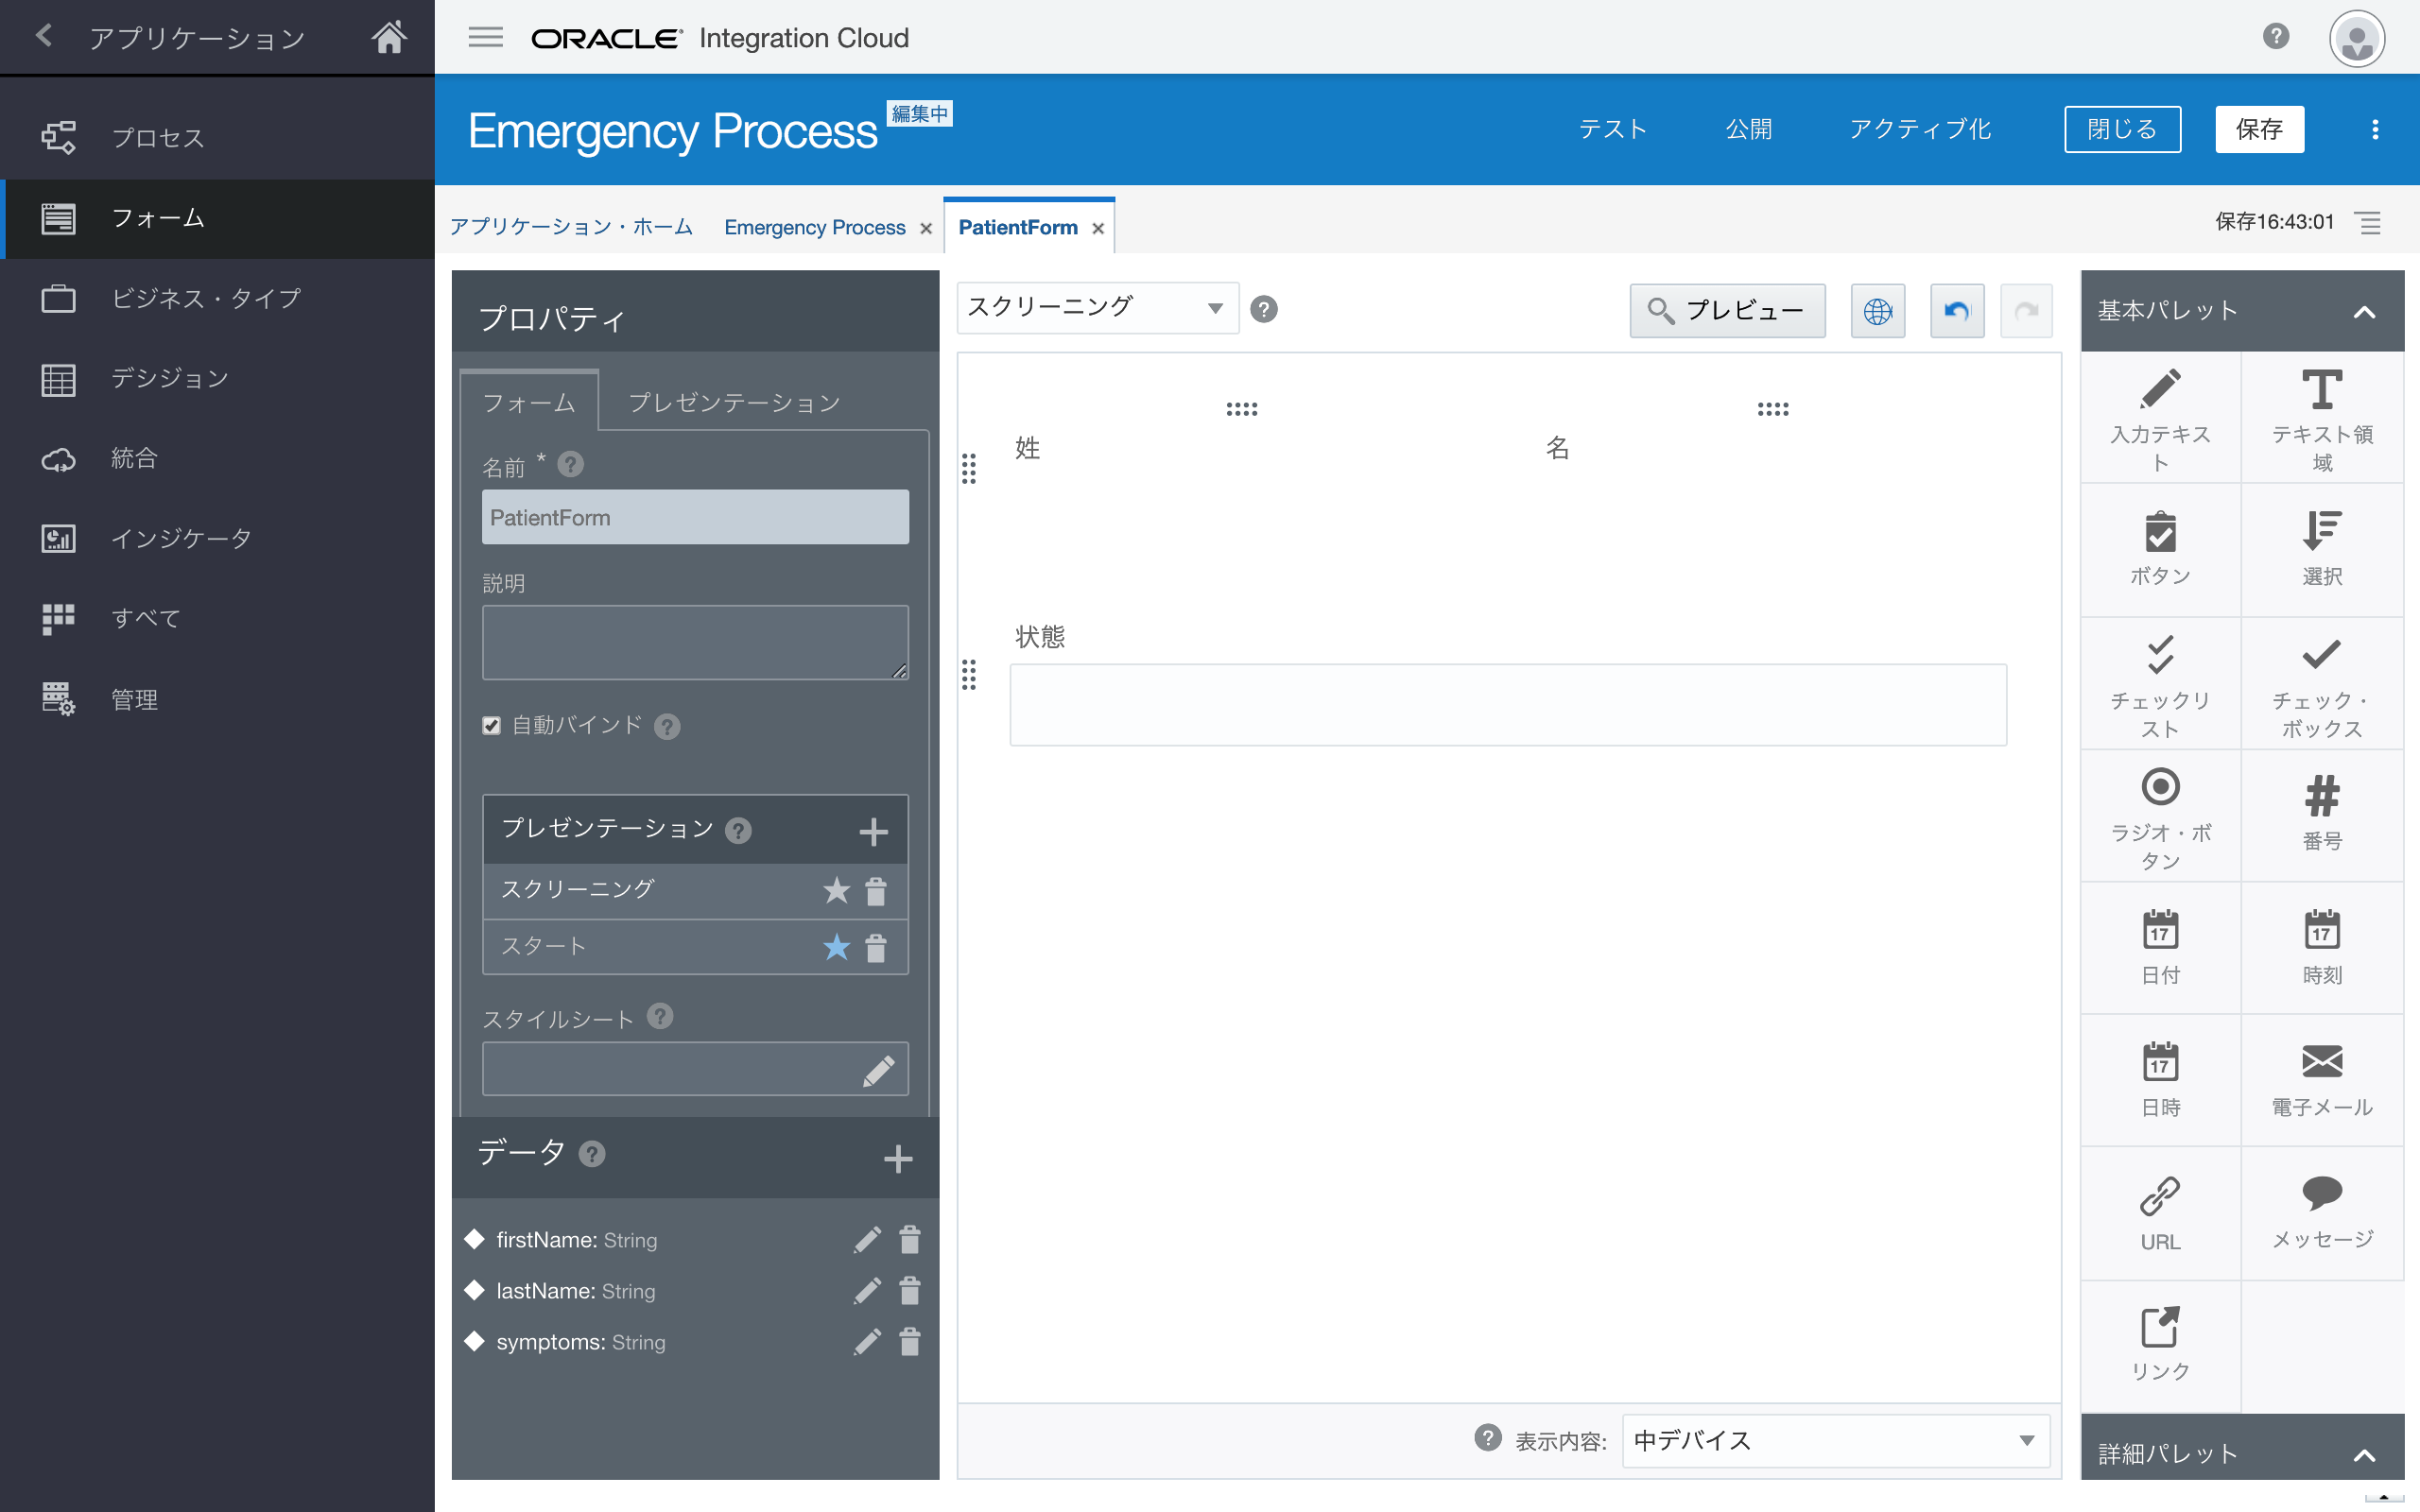 アプリケーション
ORACLE Integration Cloud
?
Emergency Process 編集中
テスト 公開 アクティブ化 閉じる 保存
プロセス
フォーム
ビジネス・タイプ
デシジョン
統合
インジケータ
すべて
管理
アプリケーション・ホーム Emergency Process × PatientForm × 保存16:43:01
プロパティ
フォーム プレゼンテーション
名前 * ?
PatientForm
説明
自動バインド ?
プレゼンテーション ? +
スクリーニング
スタート
スタイルシート ?
データ ? +
firstName: String
lastName: String
symptoms: String
スクリーニング ? プレビュー
姓 名
状態
? 表示内容: 中デバイス
基本パレット
入力テキス
ト
テキスト領
域
ボタン
選択
チェックリ
スト
チェック・
ボックス
ラジオ・ボ
タン
番号
17
日付
17
時刻
17
日時
電子メール
URL
メッセージ
リンク
詳細パレット